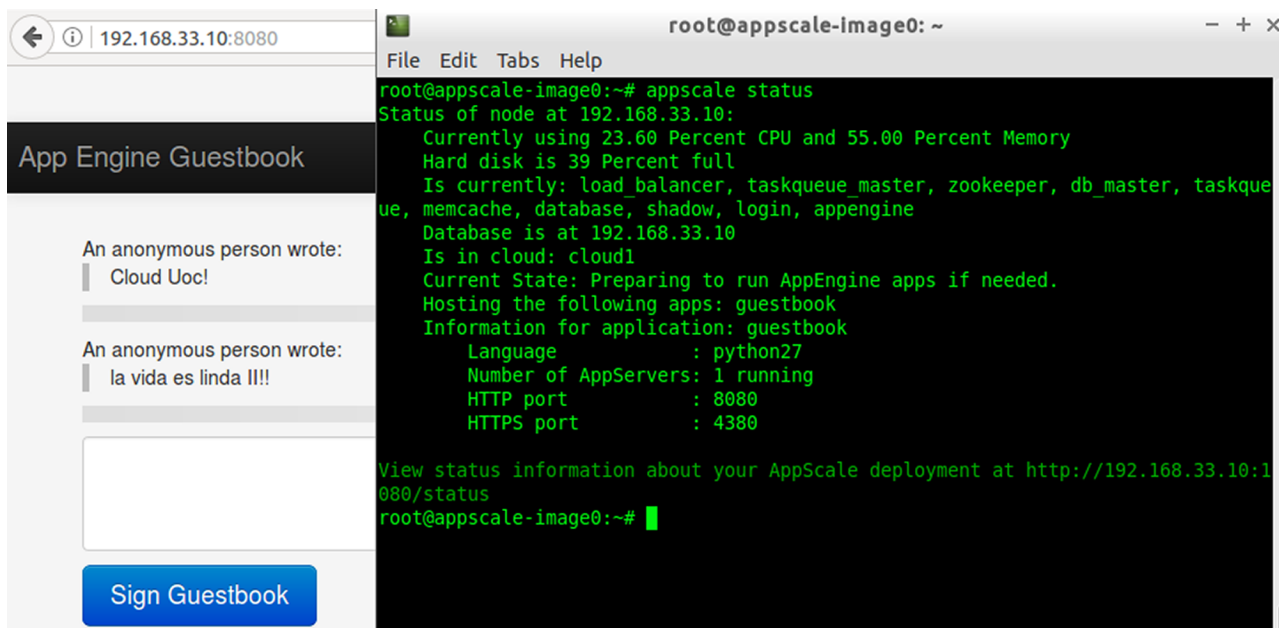 192.168.33.10:8080
App Engine Guestbook
An anonymous person wrote:
Cloud Uoc!
An anonymous person wrote:
la vida es linda II!!
Sign Guestbook
root@appscale-image0: ~
File Edit Tabs Help
root@appscale-image0:~# appscale status
Status of node at 192.168.33.10:
Currently using 23.60 Percent CPU and 55.00 Percent Memory
Hard disk is 39 Percent full
Is currently: load_balancer, taskqueue_master, zookeeper, db_master, taskque
ue, memcache, database, shadow, login, appengine
Database is at 192.168.33.10
Is in cloud: cloud1
Current State: Preparing to run AppEngine apps if needed.
Hosting the following apps: guestbook
Information for application: guestbook
Language : python27
Number of AppServers: 1 running
HTTP port : 8080
HTTPS port : 4380
View status information about your AppScale deployment at http://192.168.33.10:1
080/status
root@appscale-image0:~#